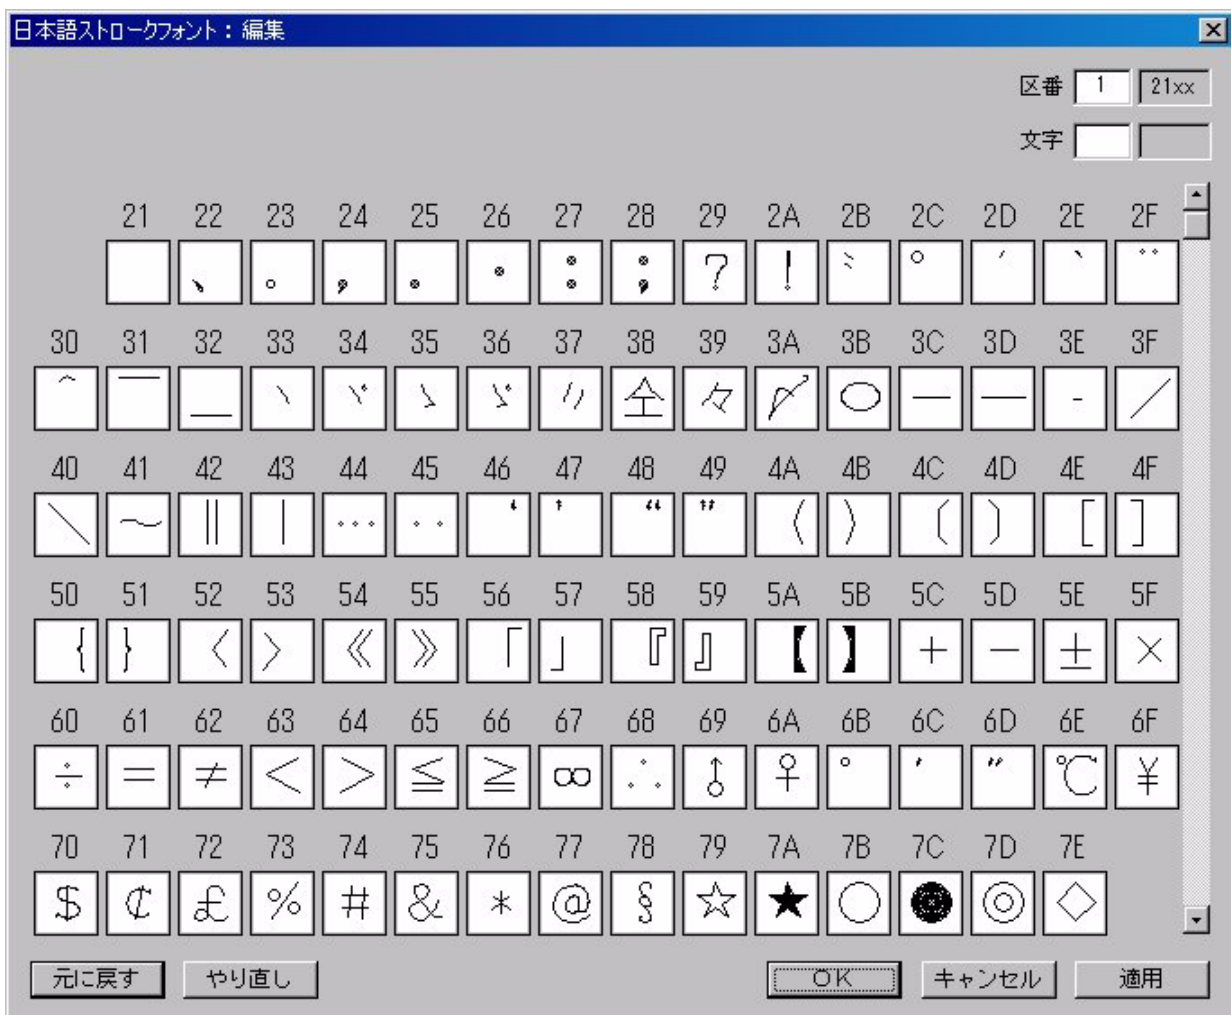 日本語ストロークフォント：編集
区番 1 21xx
文字
21 22 23 24 25 26 27 28 29 2A 2B 2C 2D 2E 2F
、 。 ， ． ・ ： ； ？ ！ ゛ ゜ ´ ｀ ¨
30 31 32 33 34 35 36 37 38 39 3A 3B 3C 3D 3E 3F
＾ ￣ ＿ ヽ ヾ ゝ ゞ 〃 仝 々 〆 〇 ー ― ‐ ／
40 41 42 43 44 45 46 47 48 49 4A 4B 4C 4D 4E 4F
＼ ～ ∥ ｜ … ‥ ‘ ’ “ ” （ ） 〔 〕 ［ ］
50 51 52 53 54 55 56 57 58 59 5A 5B 5C 5D 5E 5F
｛ ｝ 〈 〉 《 》 「 」 『 』 【 】 ＋ － ± ×
60 61 62 63 64 65 66 67 68 69 6A 6B 6C 6D 6E 6F
÷ ＝ ≠ ＜ ＞ ≦ ≧ ∞ ∴ ♂ ♀ ° ′ ″ ℃ ￥
70 71 72 73 74 75 76 77 78 79 7A 7B 7C 7D 7E
＄ ￠ ￡ ％ ＃ ＆ ＊ ＠ § ☆ ★ ○ ● ◎ ◇
元に戻す やり直し OK キャンセル 適用